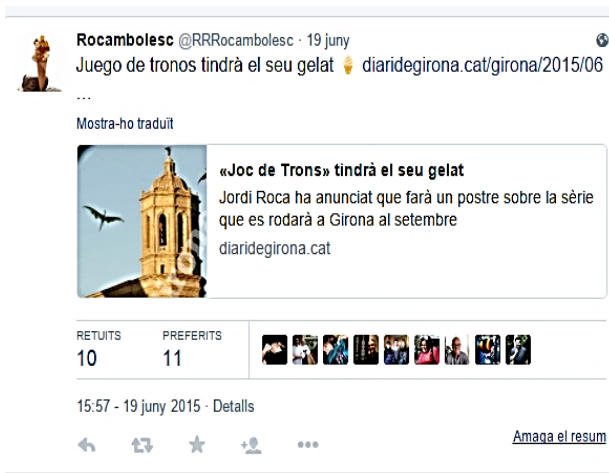 Rocambolesc @RRRocambolesc · 19 juny
Juego de tronos tindrà el seu gelat 🍦 diaridegirona.cat/girona/2015/06
...
Mostra-ho traduït
«Joc de Trons» tindrà el seu gelat
Jordi Roca ha anunciat que farà un postre sobre la sèrie
que es rodarà a Girona al setembre
diaridegirona.cat
RETUITS PREFERITS
10 11
15:57 - 19 juny 2015 · Detalls
Amaga el resum